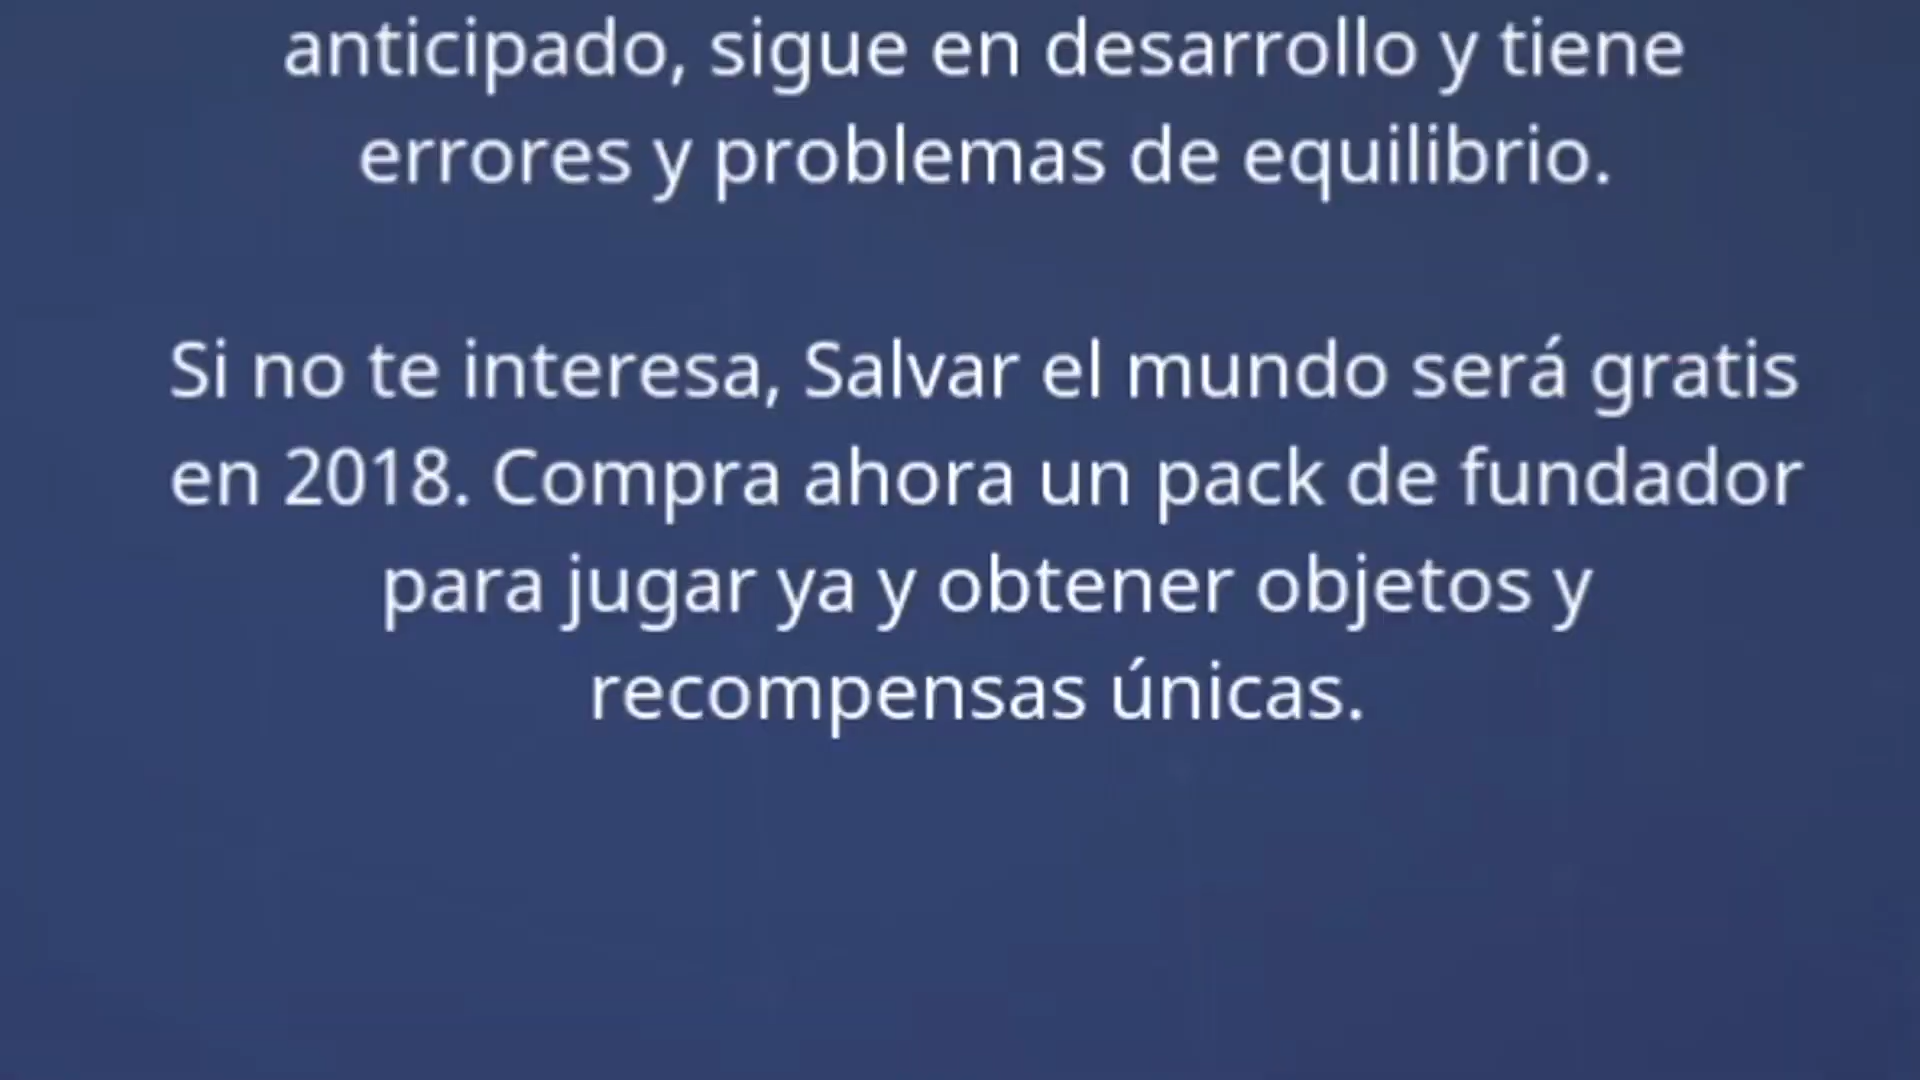 anticipado, sigue en desarrollo y tiene
errores y problemas de equilibrio.
Si no te interesa, Salvar el mundo será gratis
en 2018. Compra ahora un pack de fundador
para jugar ya y obtener objetos y
recompensas únicas.